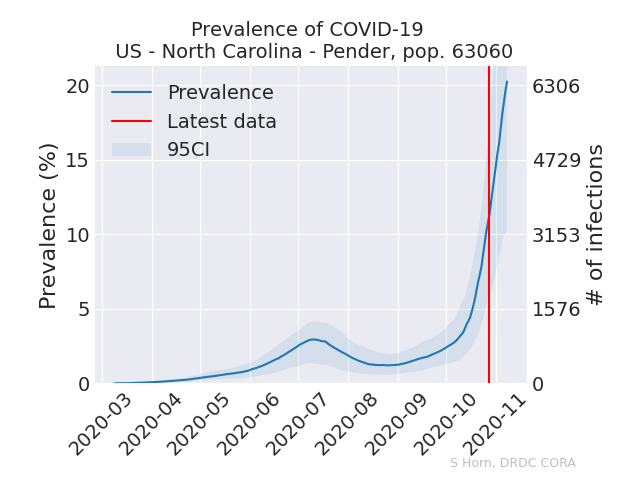 Prevalence of COVID-19
US - North Carolina - Pender, pop. 63060
Prevalence
Latest data
95CI
Prevalence (%)
20
15
10
5
0
6306
4729
3153
1576
0
# of infections
2020-03
2020-04
2020-05
2020-06
2020-07
2020-08
2020-09
2020-10
2020-11
S Horn, DRDC CORA